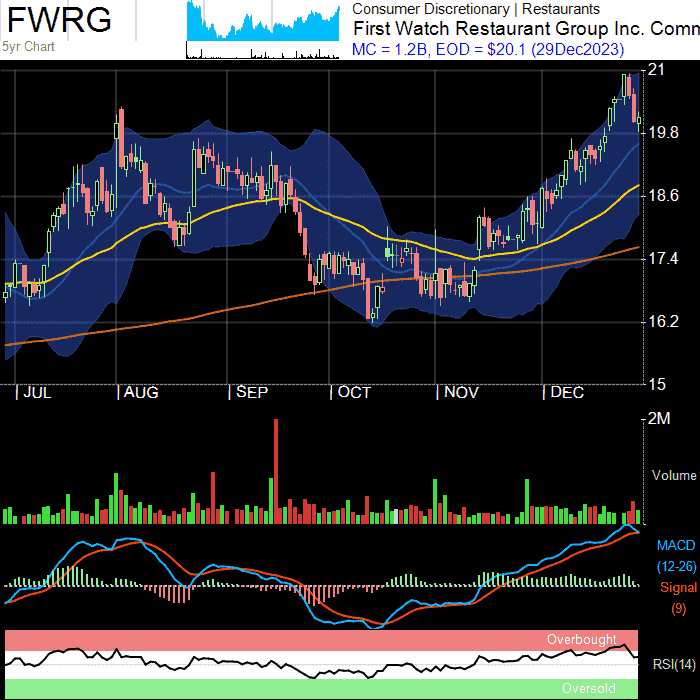 FWRG
5yr Chart
Consumer Discretionary | Restaurants
First Watch Restaurant Group Inc. Comm
MC = 1.2B, EOD = $20.1 (29Dec2023)
21
19.8
18.6
17.4
16.2
15
JUL AUG SEP OCT NOV DEC
2M
Volume
MACD
(12-26)
Signal
(9)
Overbought
RSI(14)
Oversold